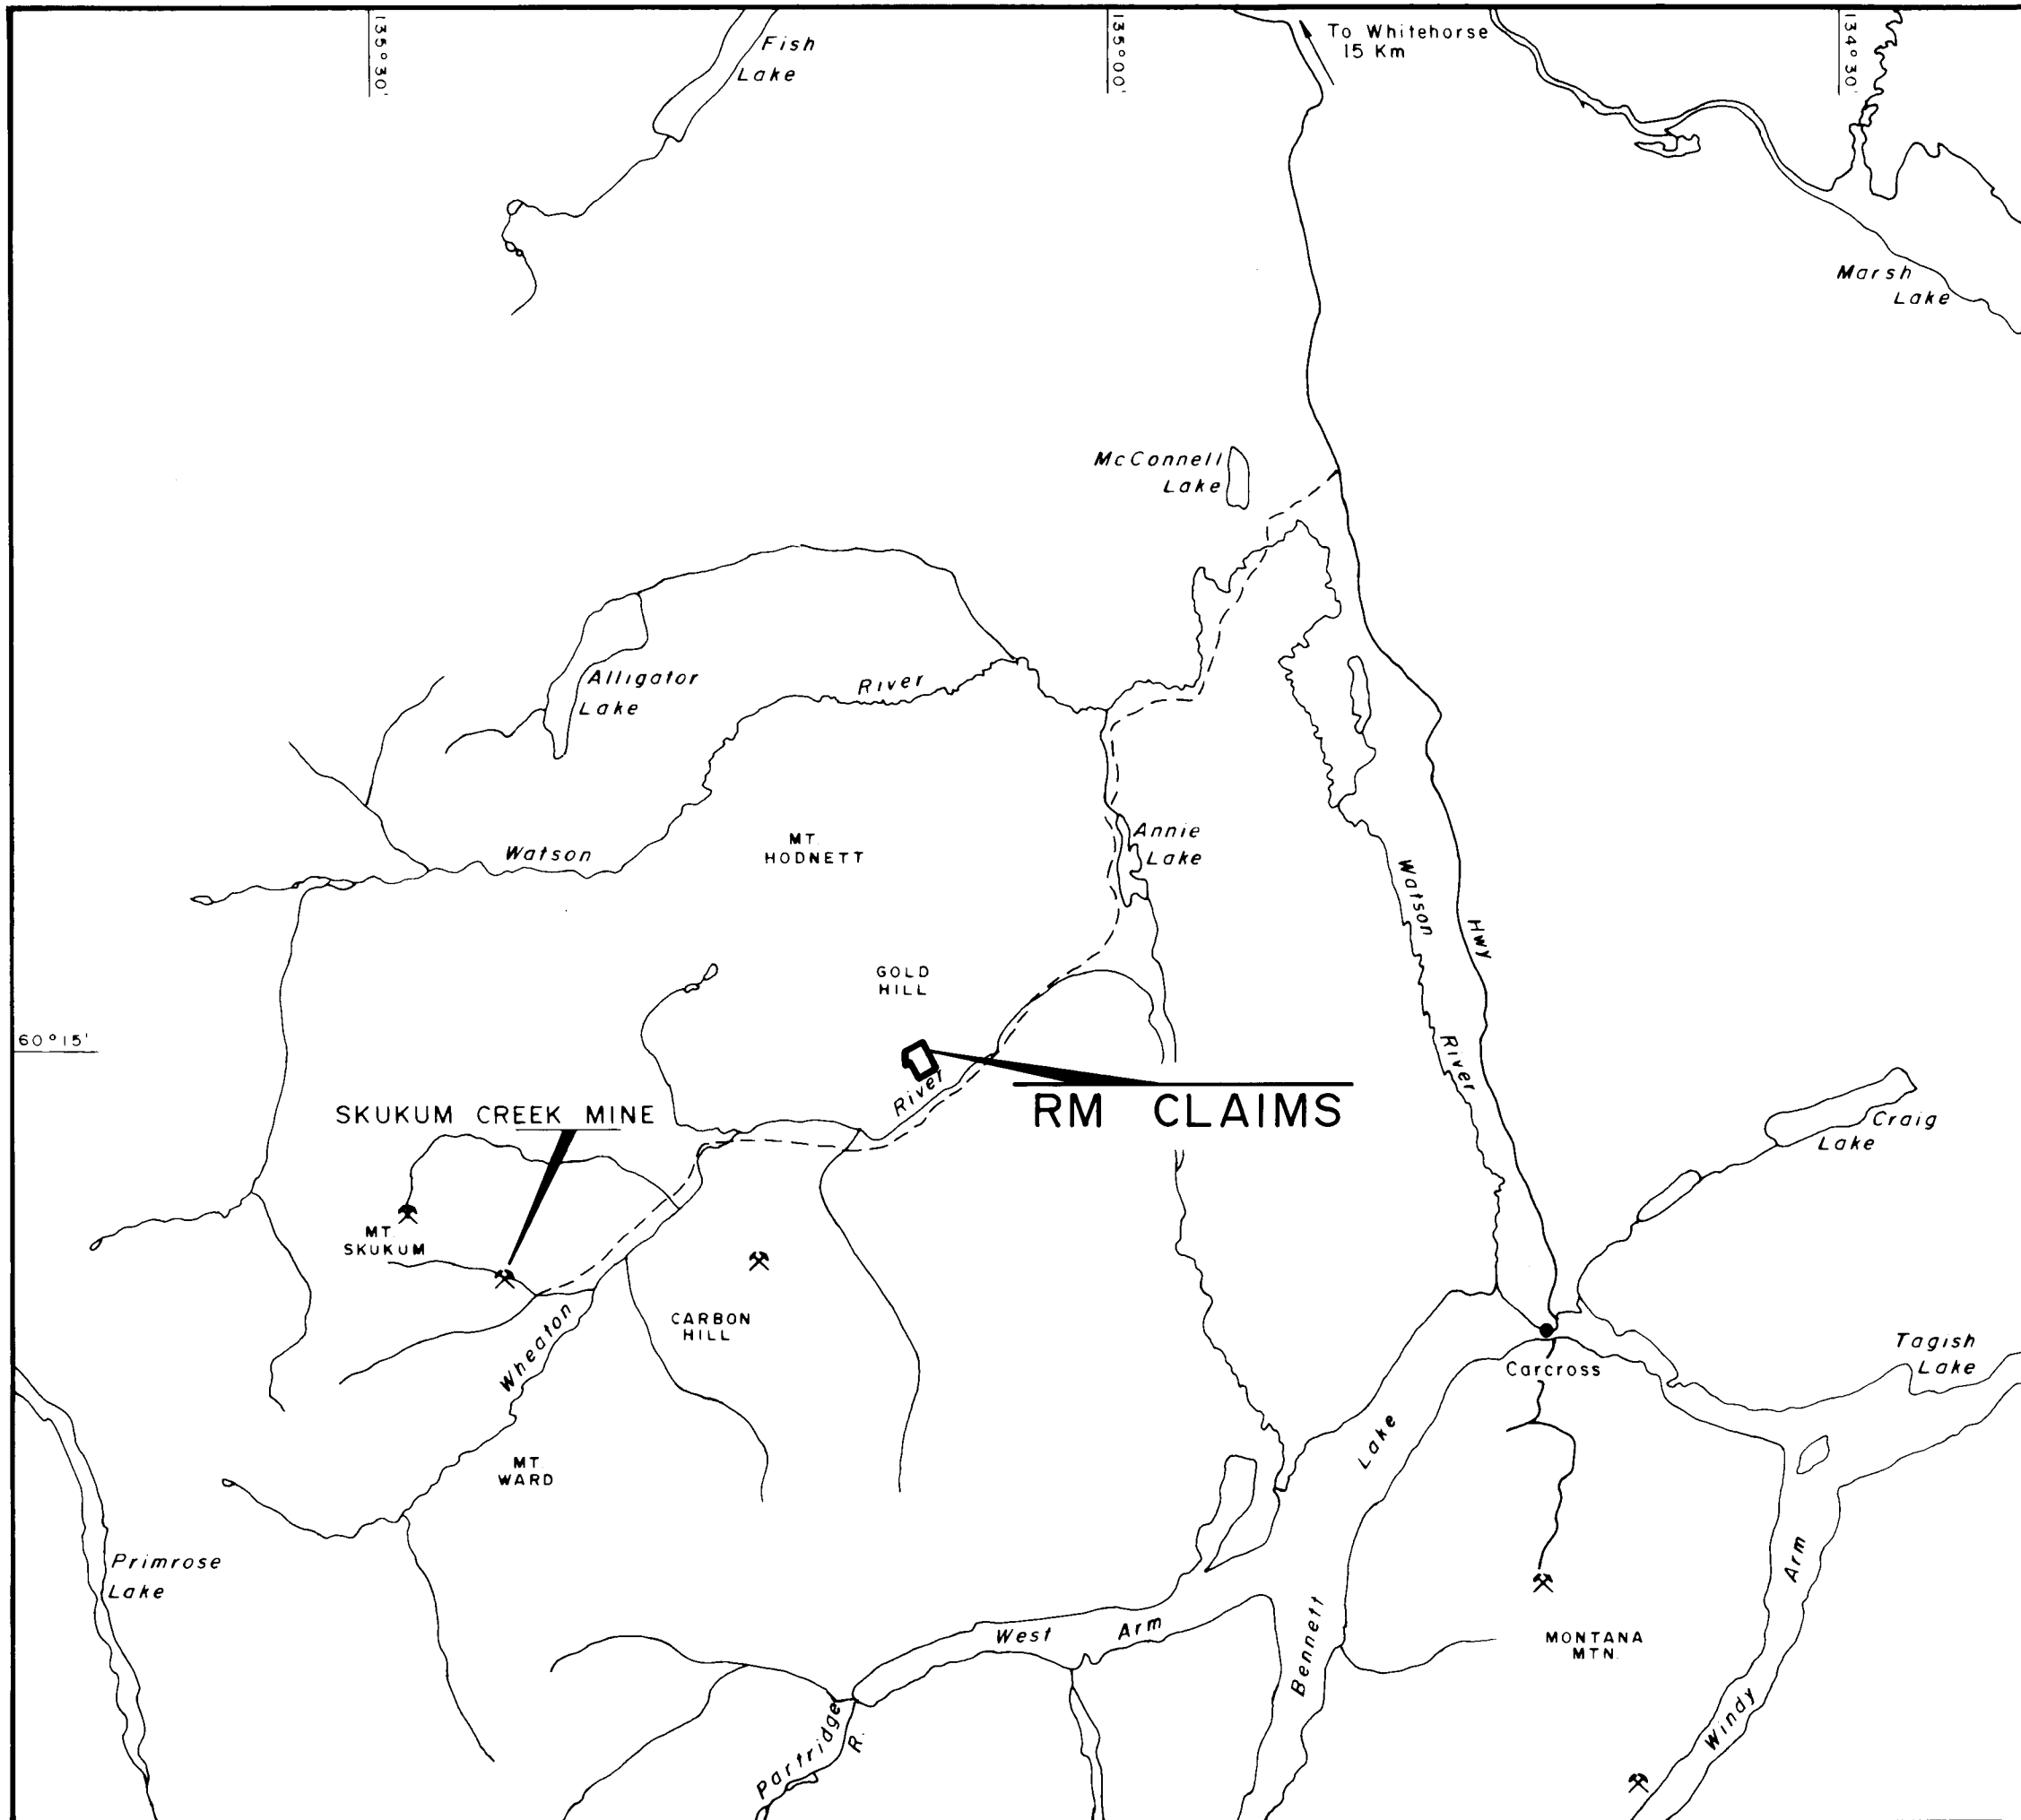 135°30'
Fish
Lake
135°00'
To Whitehorse
15 Km
134°30'
Marsh
Lake
McConnell
Lake
Alligator
Lake
River
Annie
Lake
MT.
HODNETT
Watson
Watson
River
Hwy
GOLD
HILL
60°15'
River
RM CLAIMS
SKUKUM CREEK MINE
Craig
Lake
MT.
SKUKUM
CARBON
HILL
Wheaton
Carcross
Tagish
Lake
Lake
MT.
WARD
Primrose
Lake
West Arm
Bennett
Arm
MONTANA
MTN.
Windy
Partridge
R.